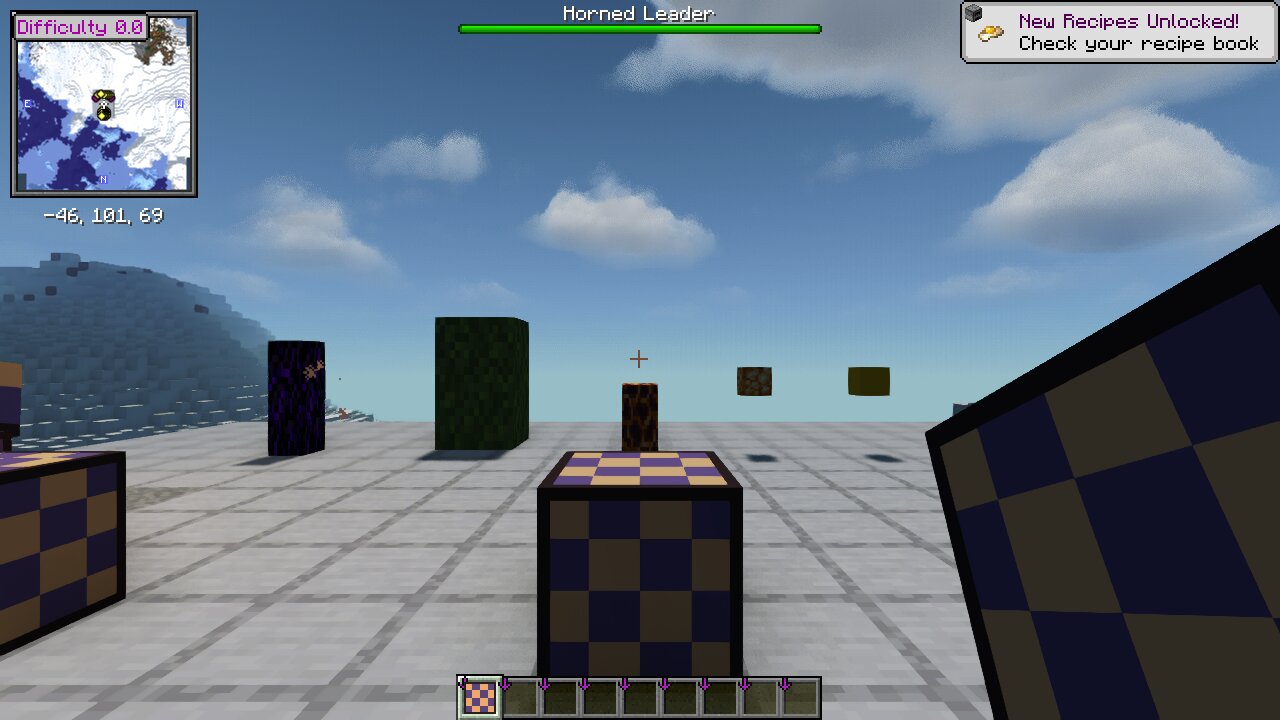 Difficulty 0.0
E
W
N
-46, 101, 69
Horned Leader
New Recipes Unlocked!
Check your recipe book